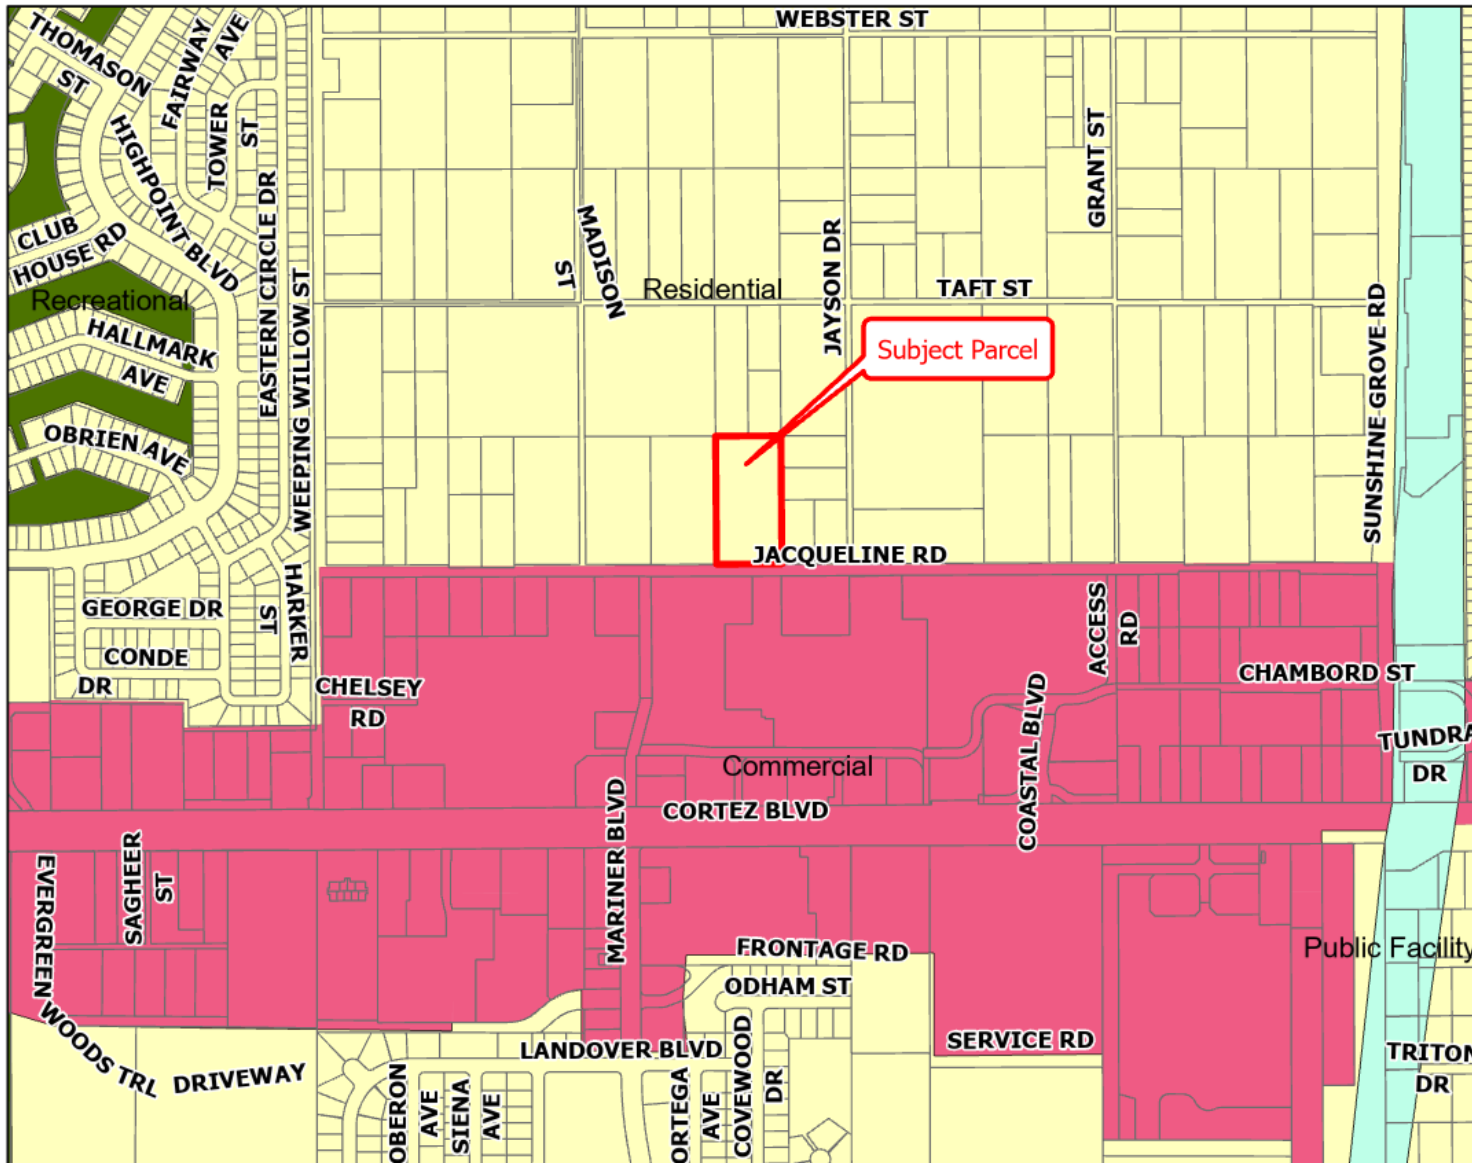 WEBSTER ST
THOMASON
ST
FAIRWAY
AVE
TOWER
ST
HIGHPOINT BLVD
EASTERN CIRCLE DR
CLUB
HOUSE RD
Recreational
HALLMARK
AVE
OBRIEN AVE
WEEPING WILLOW ST
MADISON
ST
Residential
JAYSON DR
TAFT ST
GRANT ST
SUNSHINE GROVE RD
Subject Parcel
JACQUELINE RD
GEORGE DR
CONDE
DR
HARKER
ST
CHELSEY
RD
ACCESS
RD
CHAMBORD ST
COASTAL BLVD
TUNDRA
DR
Commercial
CORTEZ BLVD
MARINER BLVD
EVERGREEN
WOODS TRL
SAGHEER
ST
FRONTAGE RD
Public Facility
ODHAM ST
SERVICE RD
LANDOVER BLVD
DRIVEWAY
OBERON
AVE
SIENA
AVE
ORTEGA
AVE
COVEWOOD
DR
TRITON
DR